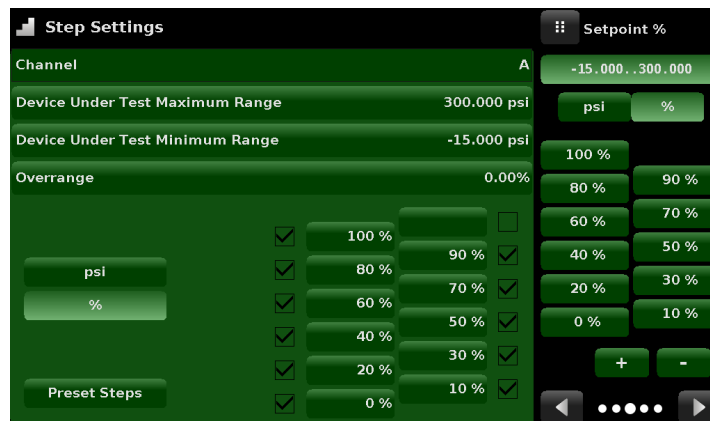 Step Settings
Channel A
Device Under Test Maximum Range 300.000 psi
Device Under Test Minimum Range -15.000 psi
Overrange 0.00%
psi
%
Preset Steps
100 %
90 %
80 %
70 %
60 %
50 %
40 %
30 %
20 %
10 %
0 %
Setpoint %
-15.000..300.000
psi %
100 %
90 %
80 %
70 %
60 %
50 %
40 %
30 %
20 %
10 %
0 %
+ -